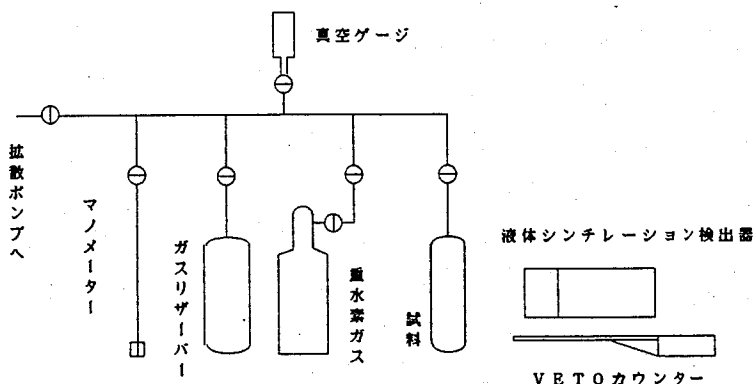 真空ゲージ
拡散ポンプへ
マノメーター
ガスリザーバー
重水素ガス
試料
液体シンチレーション検出器
VETOカウンター